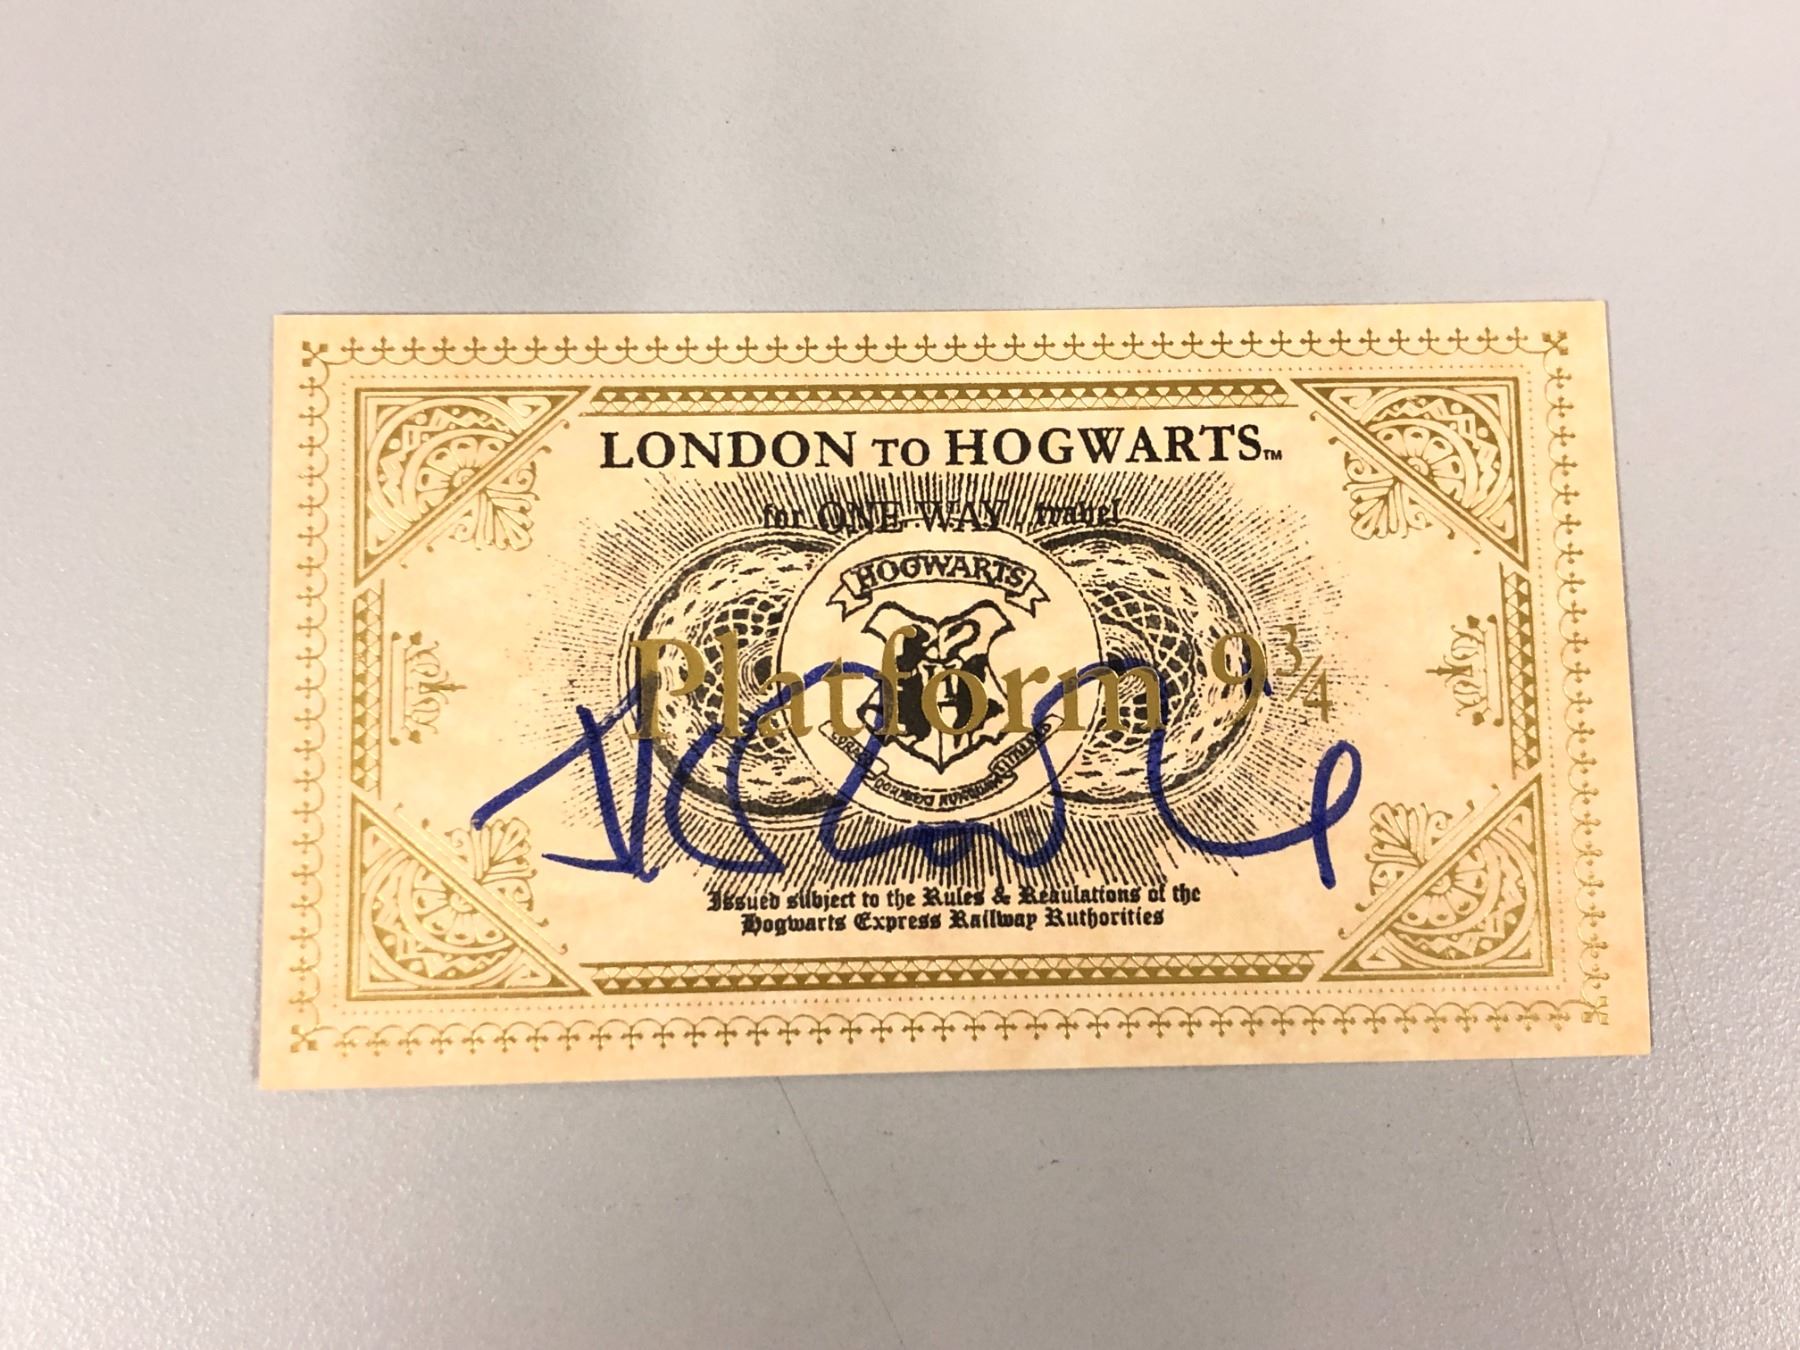 LONDON TO HOGWARTS™
for ONE WAY travel
HOGWARTS
Platform 9¾
Issued subject to the Rules & Regulations of the
Hogwarts Express Railway Authorities